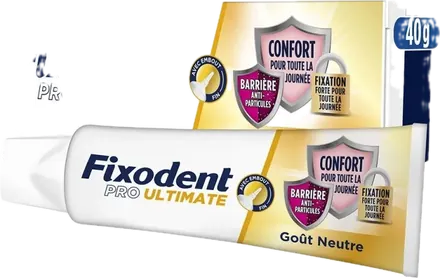 40g
PRO
AVEC EMBOUT
FIN
CONFORT
POUR TOUTE LA
JOURNÉE
BARRIÈRE
ANTI-
PARTICULES
FIXATION
FORTE POUR
TOUTE LA
JOURNÉE
Fixodent
PRO ULTIMATE
AVEC EMBOUT
FIN
CONFORT
POUR TOUTE LA
JOURNÉE
BARRIÈRE
ANTI-
PARTICULES
FIXATION
FORTE POUR
TOUTE LA
JOURNÉE
Goût Neutre